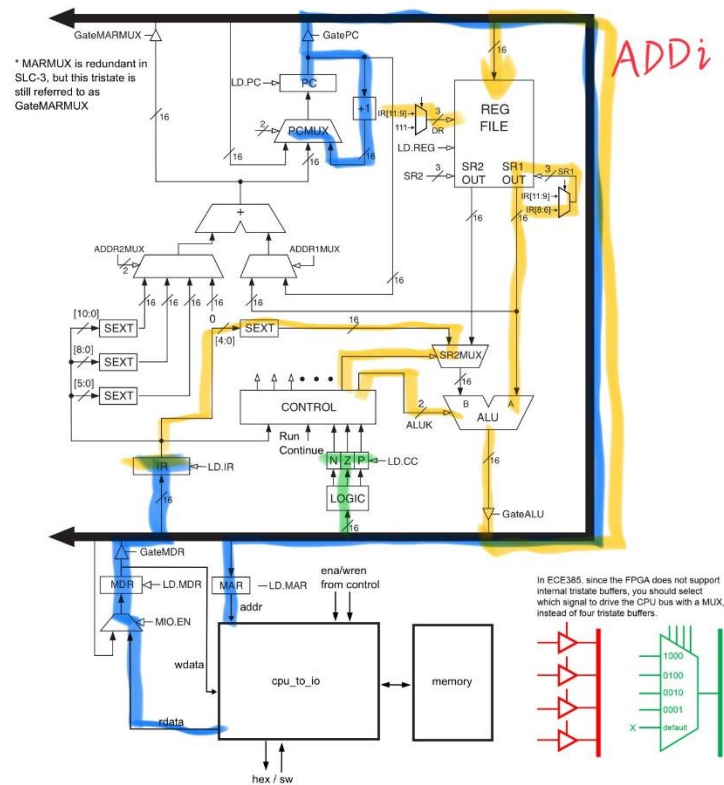 GateMARMUX
GatePC
* MARMUX is redundant in
SLC-3, but this tristate is
still referred to as
GateMARMUX
ADDi
16
LD.PC
PC
+1
IR[11:9]
111
3
DR
REG
FILE
16
2
PCMUX
LD.REG
16
16
16
16
SR2
3
SR2
OUT
SR1
OUT
3
SR1
IR[11:9]
IR[8:6]
+
16
16
ADDR2MUX
2
ADDR1MUX
16
16
16
16
0
16
16
16
[10:0]
SEXT
[4:0]
SEXT
16
[8:0]
SEXT
SR2MUX
[5:0]
SEXT
16
CONTROL
2
ALUK
B
ALU
A
Run
Continue
IR
LD.IR
N
Z
P
LD.CC
16
LOGIC
16
16
GateALU
GateMDR
MDR
LD.MDR
MAR
LD.MAR
addr
ena/wren
from control
MIO.EN
wdata
rdata
cpu_to_io
memory
hex / sw
In ECE385, since the FPGA does not support
internal tristate buffers, you should select
which signal to drive the CPU bus with a MUX,
instead of four tristate buffers.
1000
0100
0010
0001
X
default